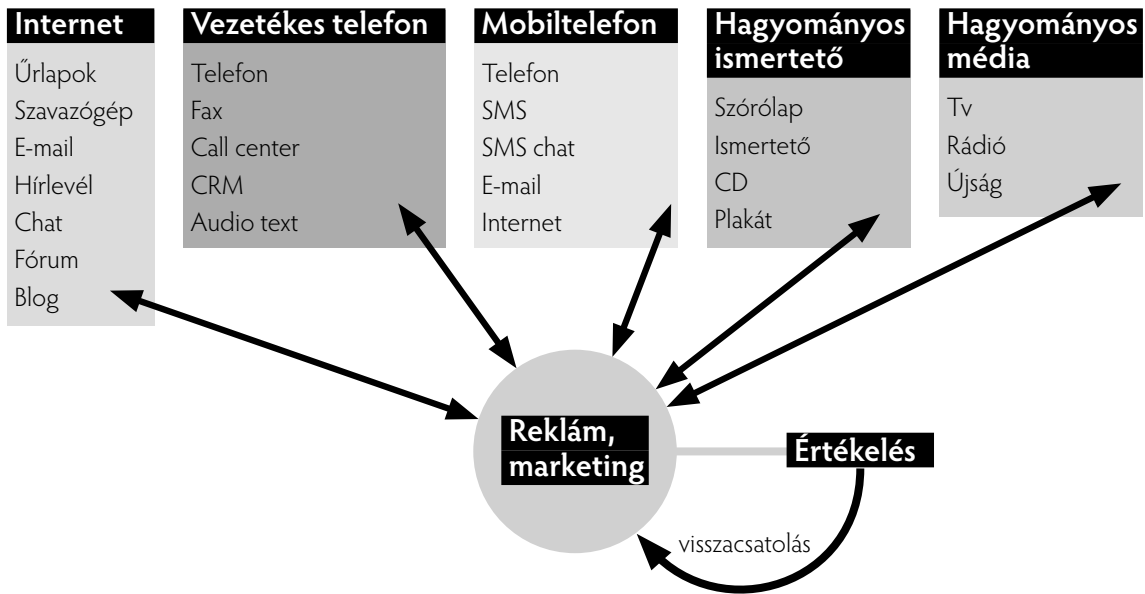 Internet
Űrlapok
Szavazógép
E-mail
Hírlevél
Chat
Fórum
Blog
Vezetékes telefon
Telefon
Fax
Call center
CRM
Audio text
Mobiltelefon
Telefon
SMS
SMS chat
E-mail
Internet
Hagyományos
ismertető
Szórólap
Ismertető
CD
Plakát
Hagyományos
média
Tv
Rádió
Újság
Reklám,
marketing
Értékelés
visszacsatolás